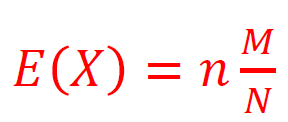 E(X) = n M/N